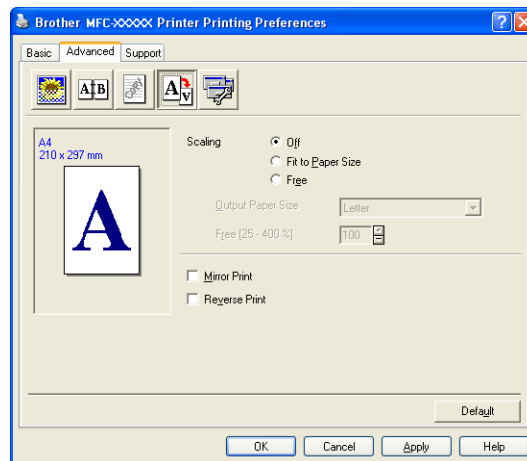 Brother MFC-XXXXX Printer Printing Preferences
Basic Advanced Support
A B
A
A4
210 x 297 mm
A
Scaling
Off
Fit to Paper Size
Free
Output Paper Size Letter
Free [25 - 400 %] 100
Mirror Print
Reverse Print
Default
OK Cancel Apply Help